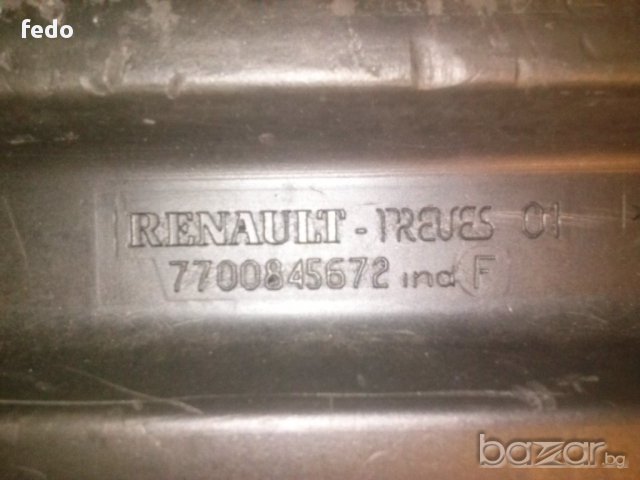 fedo
RENAULT - TREVES 01
7700845672 ind F
bazar.bg